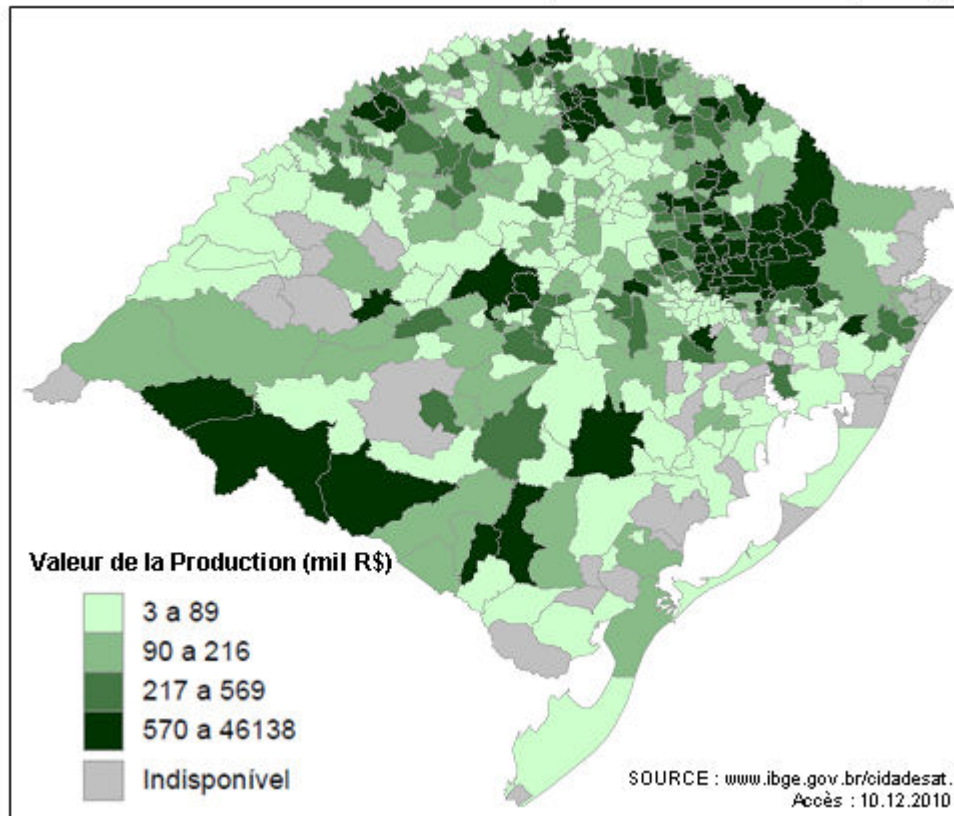 Valeur de la Production (mil R$)
3 a 89
90 a 216
217 a 569
570 a 46138
Indisponível
SOURCE : www.ibge.gov.br/cidadesat.
Accès : 10.12.2010